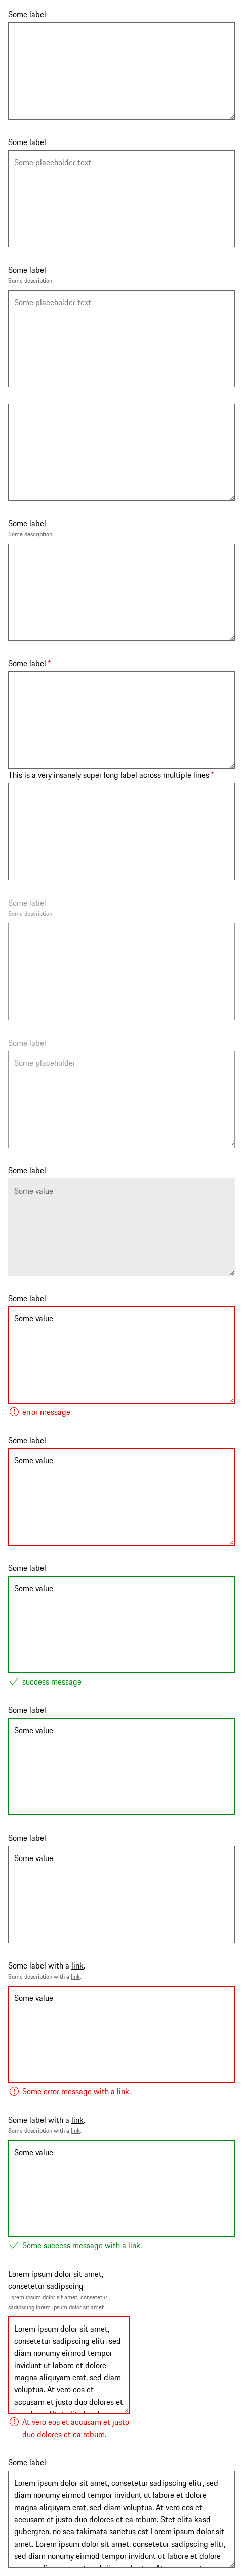 Some label
Some label
Some placeholder text
Some label
Some description
Some placeholder text
Some label
Some description
Some label *
This is a very insanely super long label across multiple lines *
Some label
Some description
Some label
Some placeholder
Some label
Some value
Some label
Some value
error message
Some label
Some value
Some label
Some value
success message
Some label
Some value
Some label
Some value
Some label with a link.
Some description with a link.
Some value
Some error message with a link.
Some label with a link.
Some description with a link.
Some value
Some success message with a link.
Lorem ipsum dolor sit amet,
consetetur sadipscing
Lorem ipsum dolor sit amet, consetetur
sadipscing lorem ipsum dolor sit amet
Lorem ipsum dolor sit amet,
consetetur sadipscing elitr, sed
diam nonumy eirmod tempor
invidunt ut labore et dolore
magna aliquyam erat, sed diam
voluptua. At vero eos et
accusam et justo duo dolores et
At vero eos et accusam et justo
duo dolores et ea rebum.
Some label
Lorem ipsum dolor sit amet, consetetur sadipscing elitr, sed
diam nonumy eirmod tempor invidunt ut labore et dolore
magna aliquyam erat, sed diam voluptua. At vero eos et
accusam et justo duo dolores et ea rebum. Stet clita kasd
gubergren, no sea takimata sanctus est Lorem ipsum dolor sit
amet. Lorem ipsum dolor sit amet, consetetur sadipscing elitr,
sed diam nonumy eirmod tempor invidunt ut labore et dolore